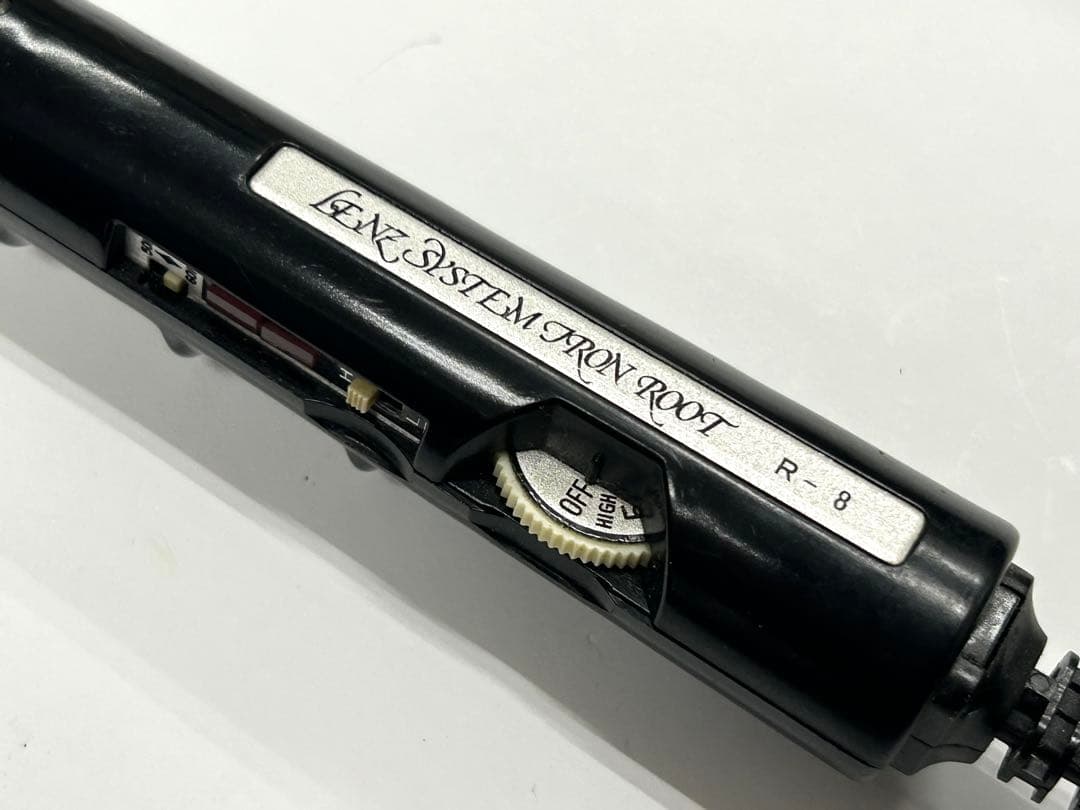 LENZ SYSTEM IRON ROOT R-8
H
L
OFF
HIGH